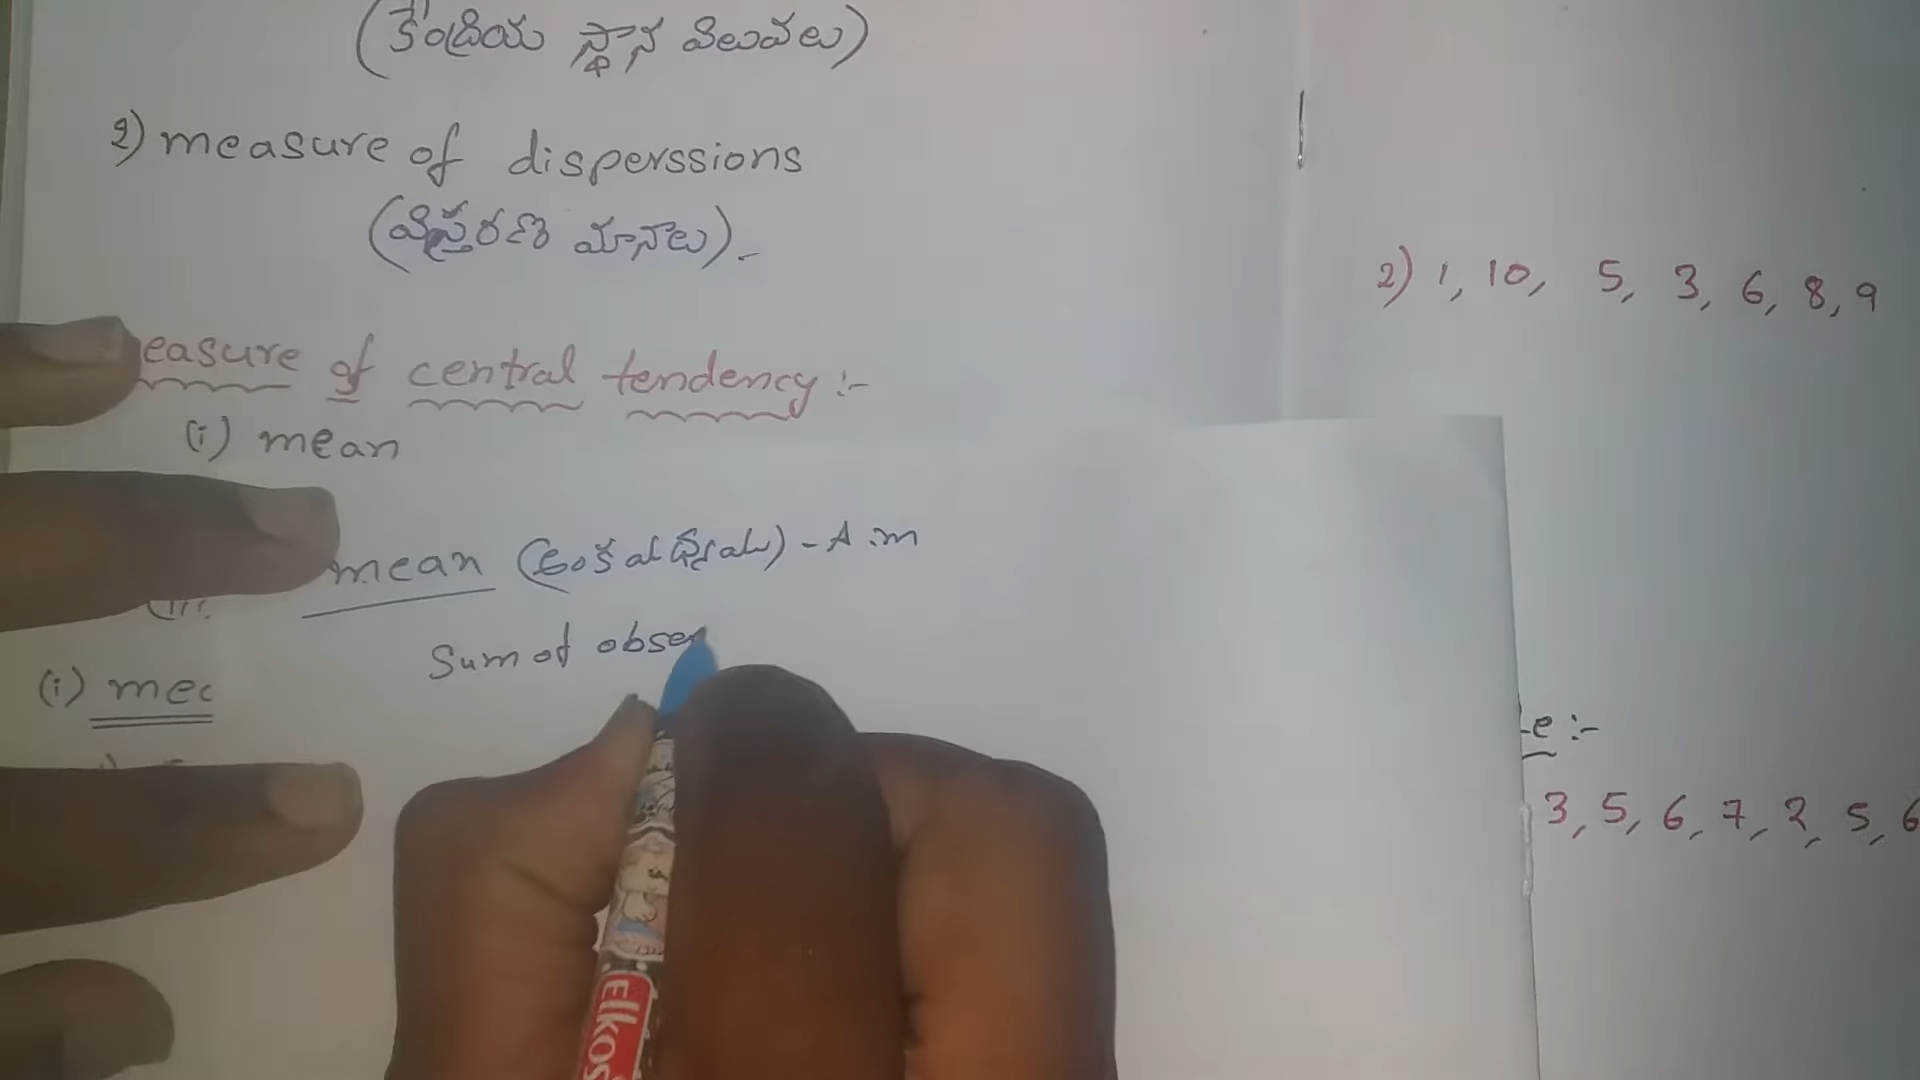 (కేంద్రియ స్థాన విలువలు)
2) measure of disperssions
(విస్తరణ మానాలు).
easure of central tendency :-
(i) mean
mean (అంకమధ్యమం) - A.m
Sum of obser
(i) mea
2) 1, 10, 5, 3, 6, 8, 9
e :-
3, 5, 6, 7, 2, 5, 6
Elkos